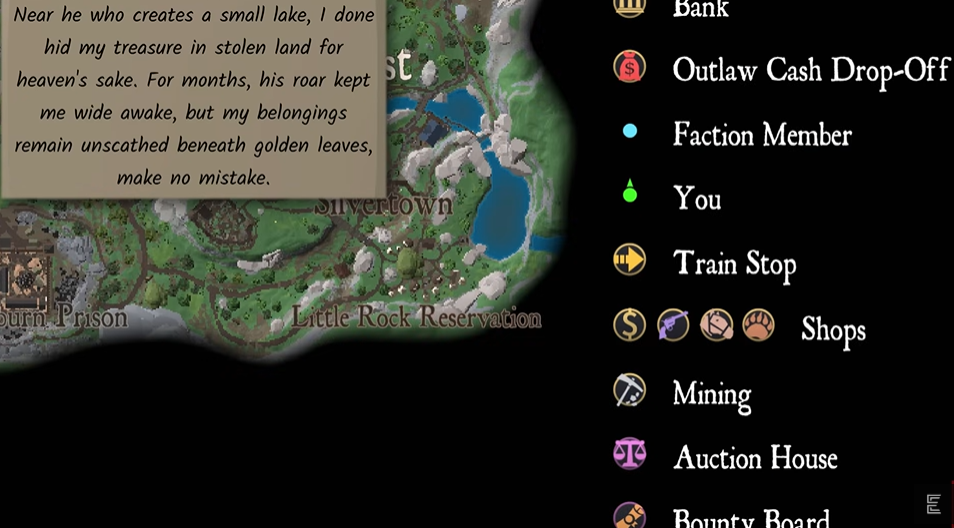 Near he who creates a small lake, I done
hid my treasure in stolen land for
heaven's sake. For months, his roar kept
me wide awake, but my belongings
remain unscathed beneath golden leaves,
make no mistake.
st
Silvertown
burn Prison
Little Rock Reservation
Bank
Outlaw Cash Drop-Off
Faction Member
You
Train Stop
Shops
Mining
Auction House
Bounty Board